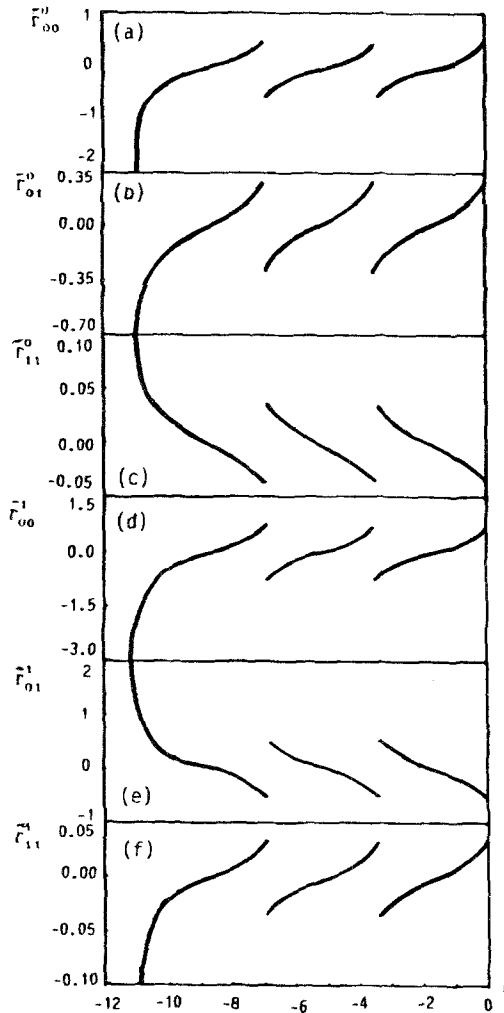 r̃⁰₀₀ 1 (a)
0
-1
-2
r̃⁰₀₁ 0.35 (b)
0.00
-0.35
-0.70
r̃⁰₁₁ 0.10
0.05
0.00
-0.05 (c)
r̃¹₀₀ 1.5 (d)
0.0
-1.5
-3.0
r̃¹₀₁ 2
1
0
-1 (e)
r̃¹₁₁ 0.05 (f)
0.00
-0.05
-0.10
-12 -10 -8 -6 -4 -2 0